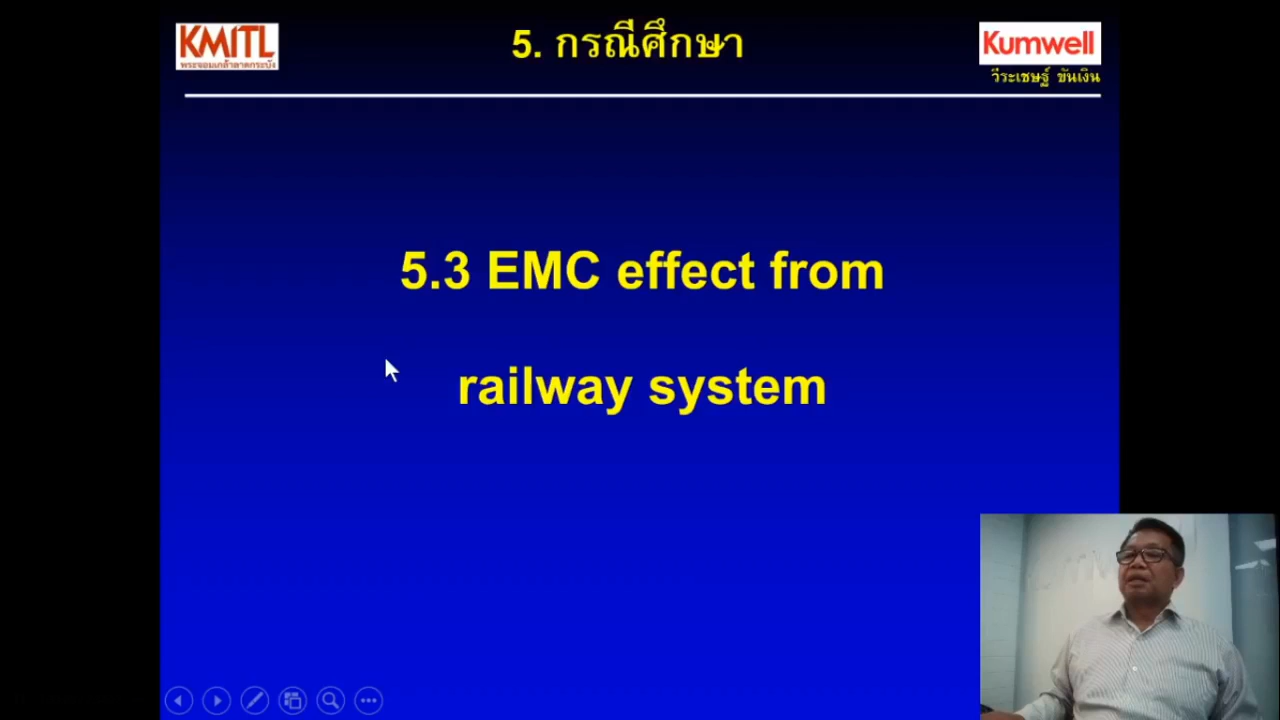 KMITL
พระจอมเกล้าลาดกระบัง
5. กรณีศึกษา
Kumwell
วีระเชษฐ์ ขันเงิน
5.3 EMC effect from
railway system